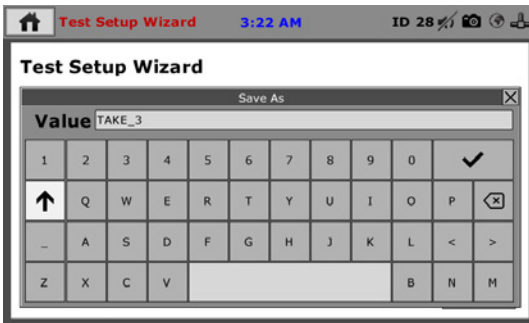 Test Setup Wizard 3:22 AM ID 28
Test Setup Wizard
Save As
Value TAKE_3
1 2 3 4 5 6 7 8 9 0
Q W E R T Y U I O P
_ A S D F G H J K L < >
Z X C V B N M